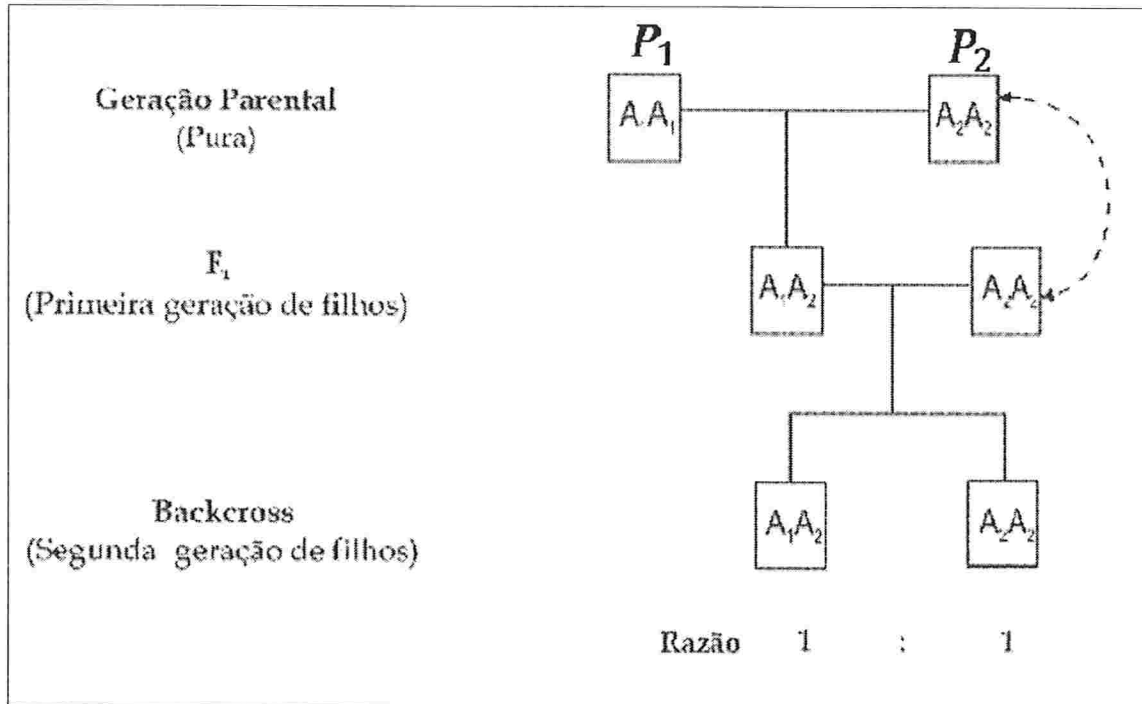 P₁ P₂
Geração Parental
(Pura)
A₁A₁ A₂A₂
F₁
(Primeira geração de filhos)
A₁A₂ A₂A₂
Backcross
(Segunda geração de filhos)
A₁A₂ A₂A₂
Razão 1 : 1